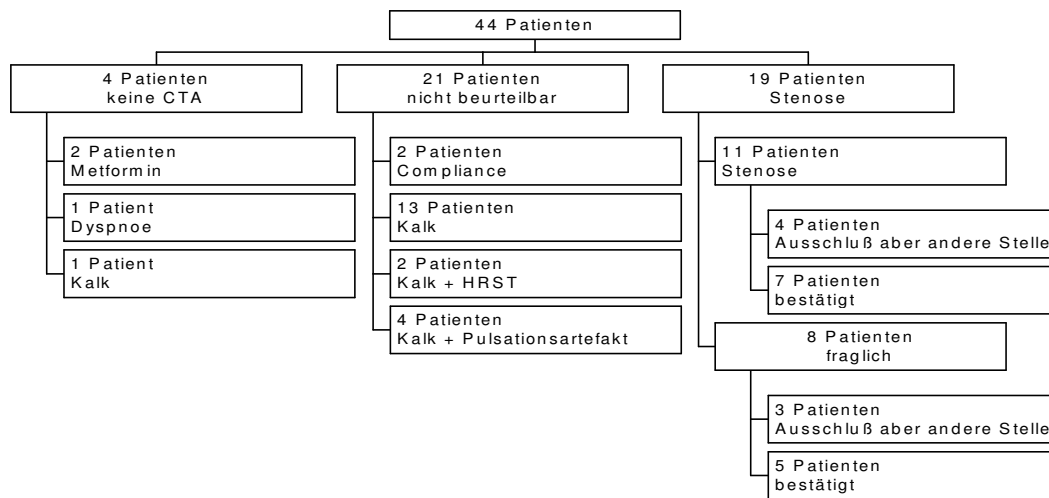 44 Patienten
4 Patienten
keine CTA
2 Patienten
Metformin
1 Patient
Dyspnoe
1 Patient
Kalk
21 Patienten
nicht beurteilbar
2 Patienten
Compliance
13 Patienten
Kalk
2 Patienten
Kalk + HRST
4 Patienten
Kalk + Pulsationsartefakt
19 Patienten
Stenose
11 Patienten
Stenose
4 Patienten
Ausschluß aber andere Stelle
7 Patienten
bestätigt
8 Patienten
fraglich
3 Patienten
Ausschluß aber andere Stelle
5 Patienten
bestätigt